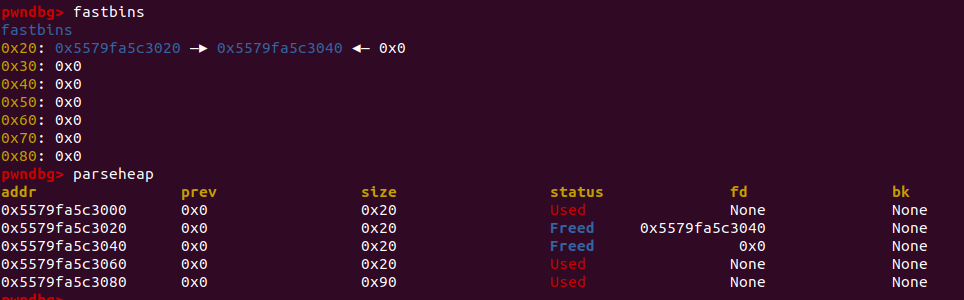 pwndbg> fastbins
fastbins
0x20: 0x5579fa5c3020 —▸ 0x5579fa5c3040 ◂— 0x0
0x30: 0x0
0x40: 0x0
0x50: 0x0
0x60: 0x0
0x70: 0x0
0x80: 0x0
pwndbg> parseheap
addr prev size status fd bk
0x5579fa5c3000 0x0 0x20 Used None None
0x5579fa5c3020 0x0 0x20 Freed 0x5579fa5c3040 None
0x5579fa5c3040 0x0 0x20 Freed 0x0 None
0x5579fa5c3060 0x0 0x20 Used None None
0x5579fa5c3080 0x0 0x90 Used None None
pwndbg>